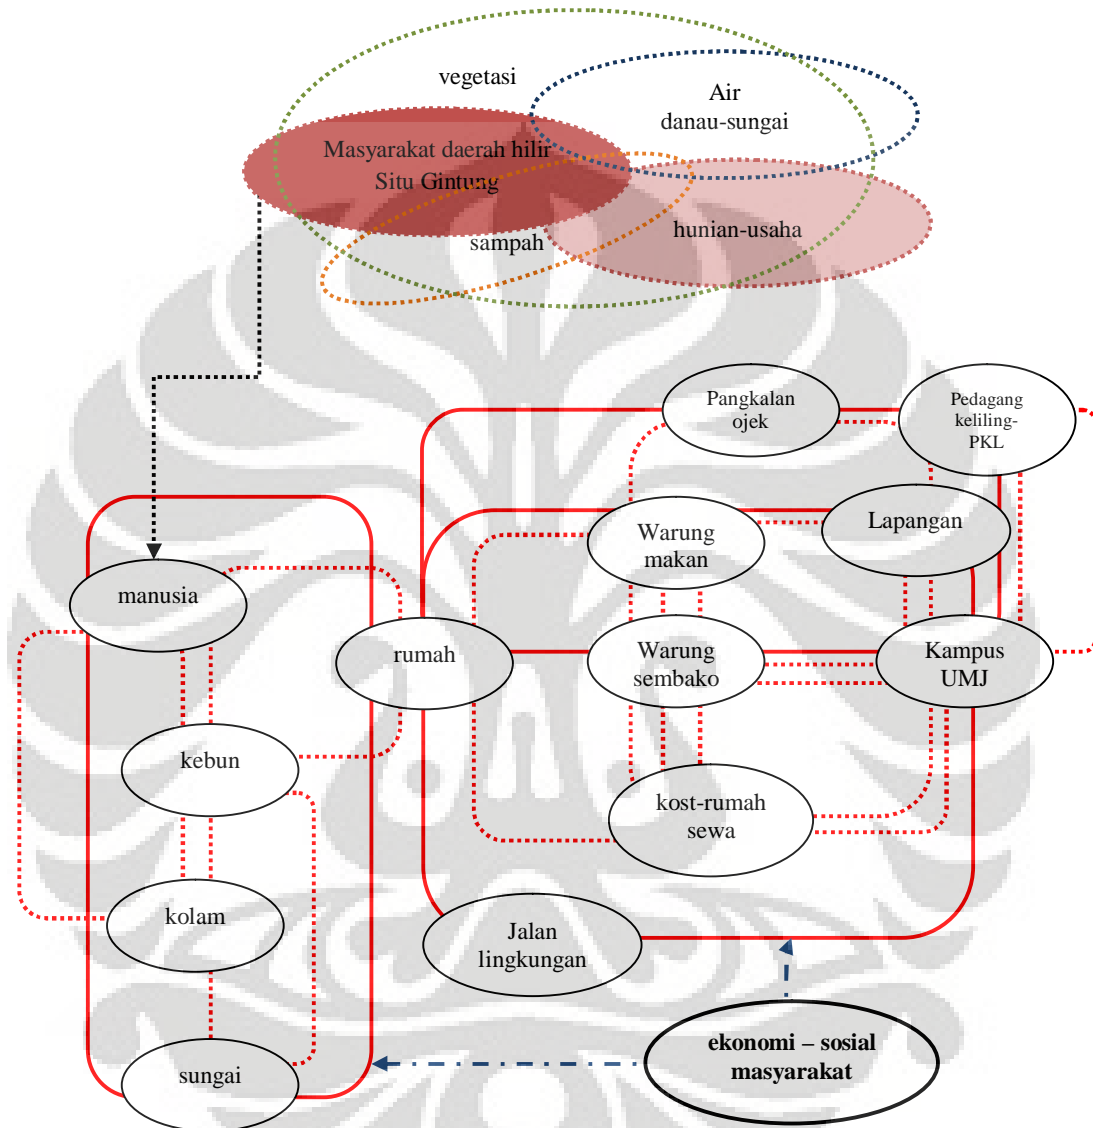 vegetasi
Air
danau-sungai
Masyarakat daerah hilir
Situ Gintung
hunian-usaha
sampah
Pangkalan
ojek
Pedagang
keliling-
PKL
Lapangan
Warung
makan
manusia
rumah
Warung
sembako
Kampus
UMJ
kebun
kost-rumah
sewa
kolam
Jalan
lingkungan
ekonomi – sosial
masyarakat
sungai